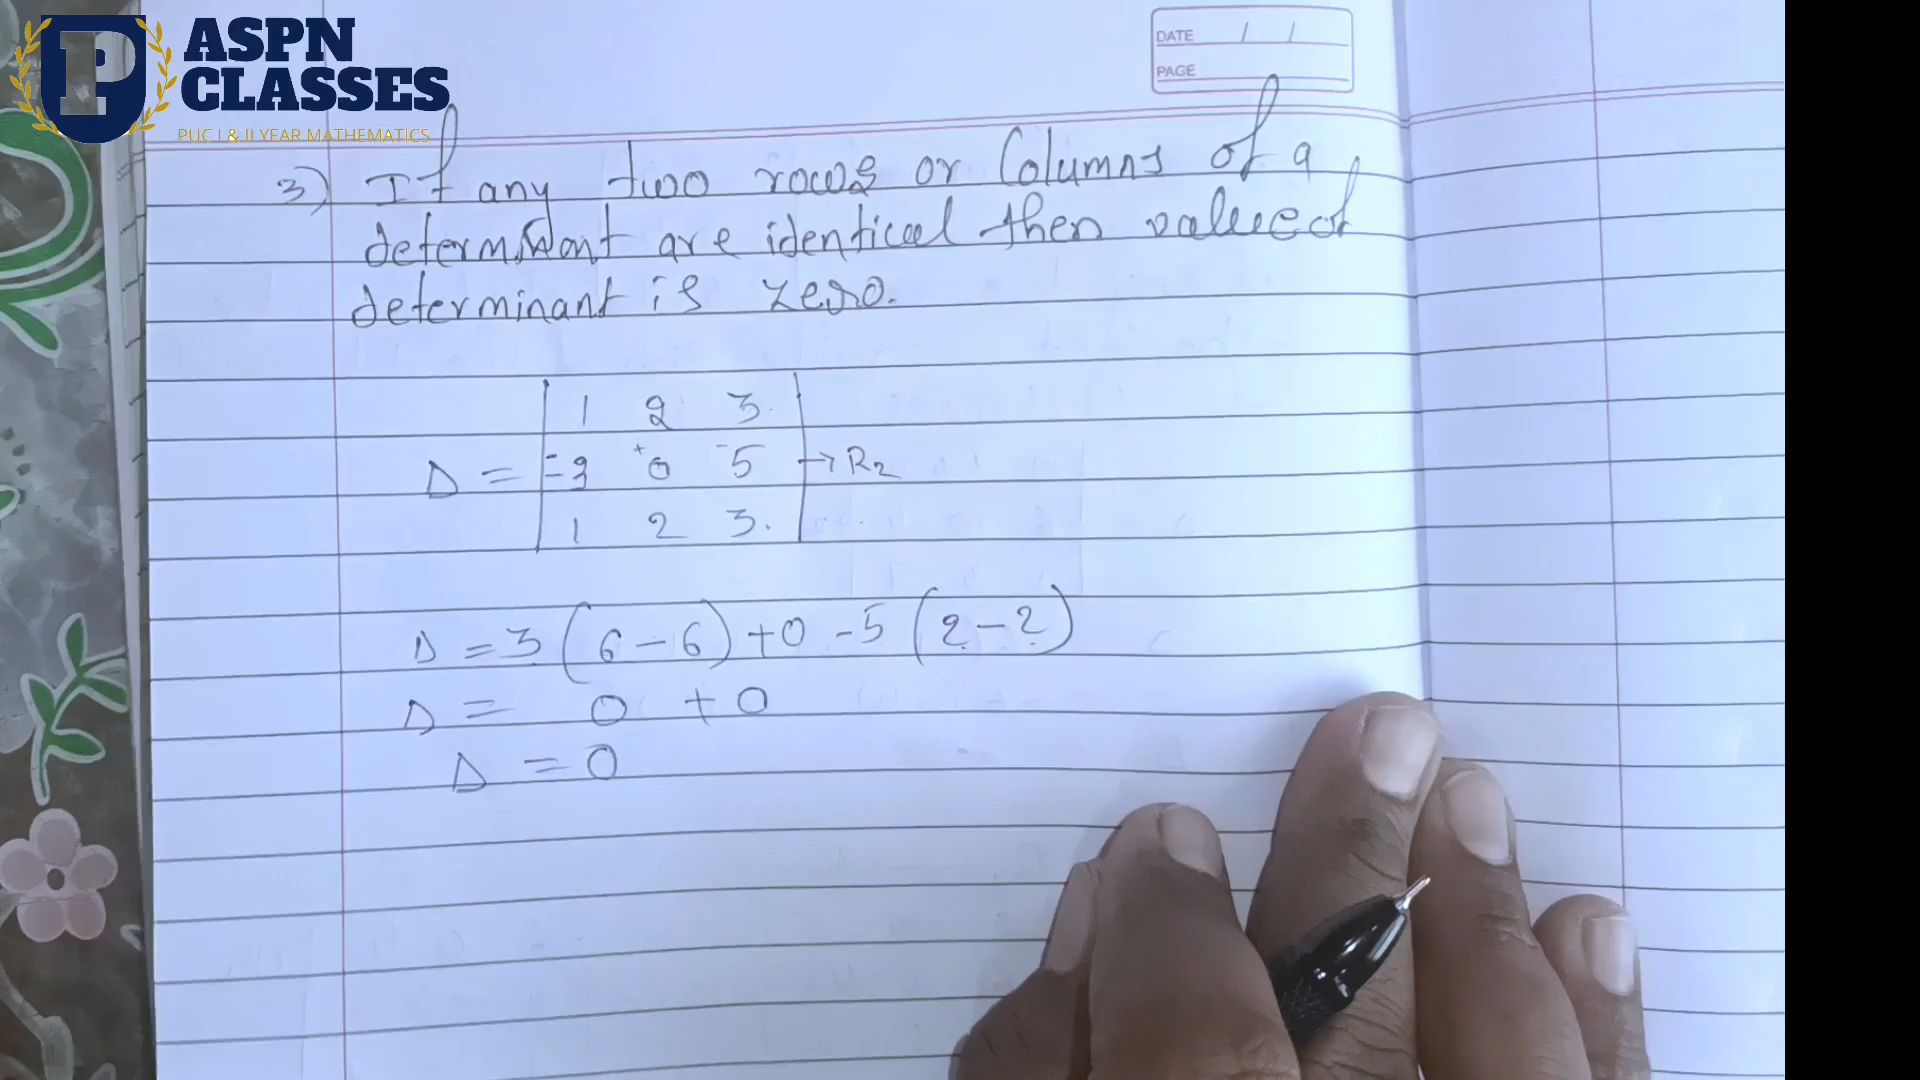 ASPN
CLASSES
PUC I & II YEAR MATHEMATICS
DATE / /
PAGE
3) If any two rows or Columns of a
determinant are identical then value of
determinant is zero.
1 2 3
Δ = - 3 + 0 - 5 → R2
1 2 3
Δ = 3 (6 - 6) + 0 - 5 (2 - 2)
Δ = 0 + 0
Δ = 0